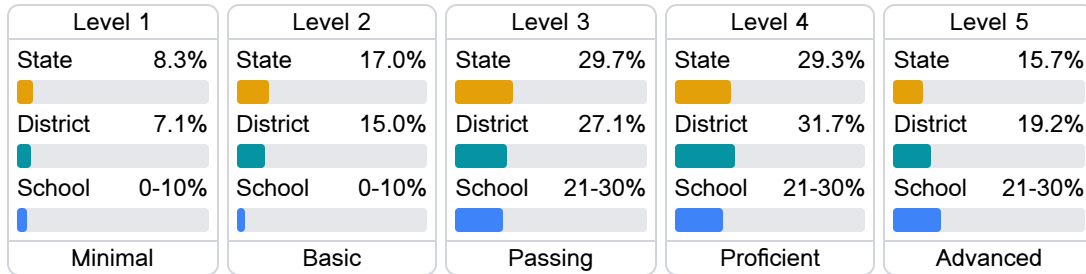 Level 1
State 8.3%
District 7.1%
School 0-10%
Minimal
Level 2
State 17.0%
District 15.0%
School 0-10%
Basic
Level 3
State 29.7%
District 27.1%
School 21-30%
Passing
Level 4
State 29.3%
District 31.7%
School 21-30%
Proficient
Level 5
State 15.7%
District 19.2%
School 21-30%
Advanced